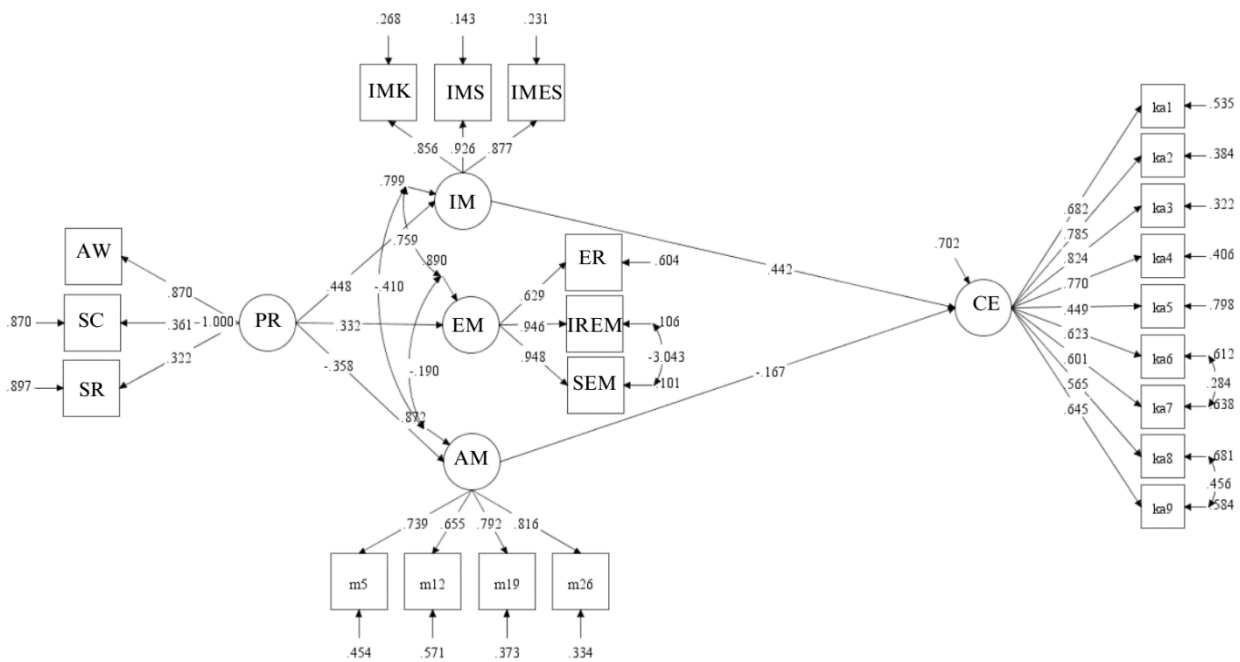 .268
.143
.231
IMK
IMS
IMES
.856
.926
.877
.799
IM
.759
.890
.448
-.410
.442
AW
.870
.870
SC
.361
1.000
PR
.332
EM
.322
.897
SR
-.358
-.190
ER
.604
.629
.946
IREM
.106
.948
-3.043
SEM
.101
-.167
.872
AM
.739
.655
.792
.816
m5
m12
m19
m26
.454
.571
.373
.334
.702
CE
.682
.785
.824
.770
.449
.623
.601
.565
.645
ka1
.535
ka2
.384
ka3
.322
ka4
.406
ka5
.798
ka6
.612
.284
ka7
.638
ka8
.681
.456
ka9
.584